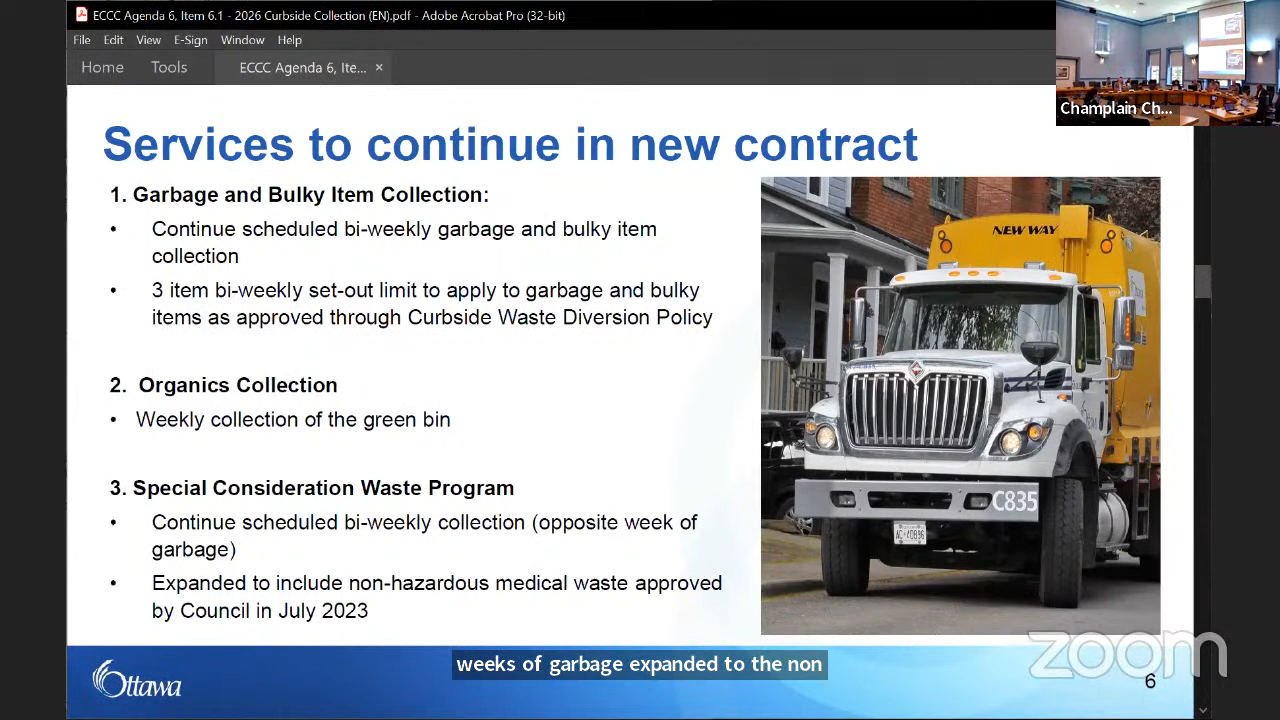 ECCC Agenda 6, Item 6.1 - 2026 Curbside Collection (EN).pdf - Adobe Acrobat Pro (32-bit)
File Edit View E-Sign Window Help
Home Tools ECCC Agenda 6, Ite... ×
Champlain Ch...
Services to continue in new contract
1. Garbage and Bulky Item Collection:
• Continue scheduled bi-weekly garbage and bulky item
collection
• 3 item bi-weekly set-out limit to apply to garbage and bulky
items as approved through Curbside Waste Diversion Policy
2. Organics Collection
• Weekly collection of the green bin
3. Special Consideration Waste Program
• Continue scheduled bi-weekly collection (opposite week of
garbage)
• Expanded to include non-hazardous medical waste approved
by Council in July 2023
NEW WAY
C835
Ottawa
weeks of garbage expanded to the non
zoom
6